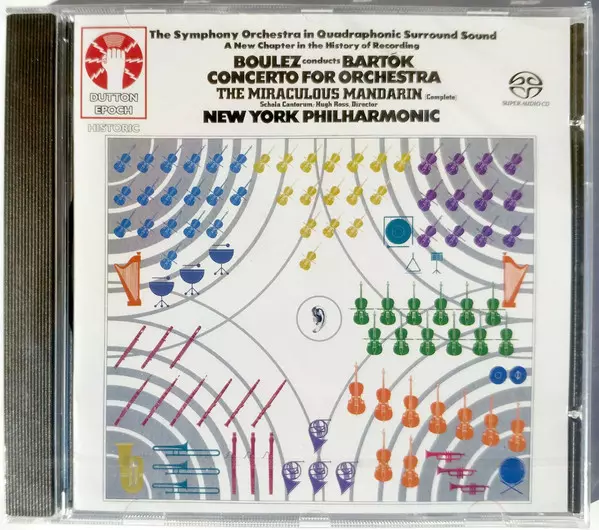 The Symphony Orchestra in Quadraphonic Surround Sound
A New Chapter in the History of Recording
BOULEZ conducts BARTÓK
CONCERTO FOR ORCHESTRA
THE MIRACULOUS MANDARIN (Complete)
Schola Cantorum; Hugh Ross, Director
NEW YORK PHILHARMONIC
DUTTON
EPOCH
HISTORIC
SUPER AUDIO CD